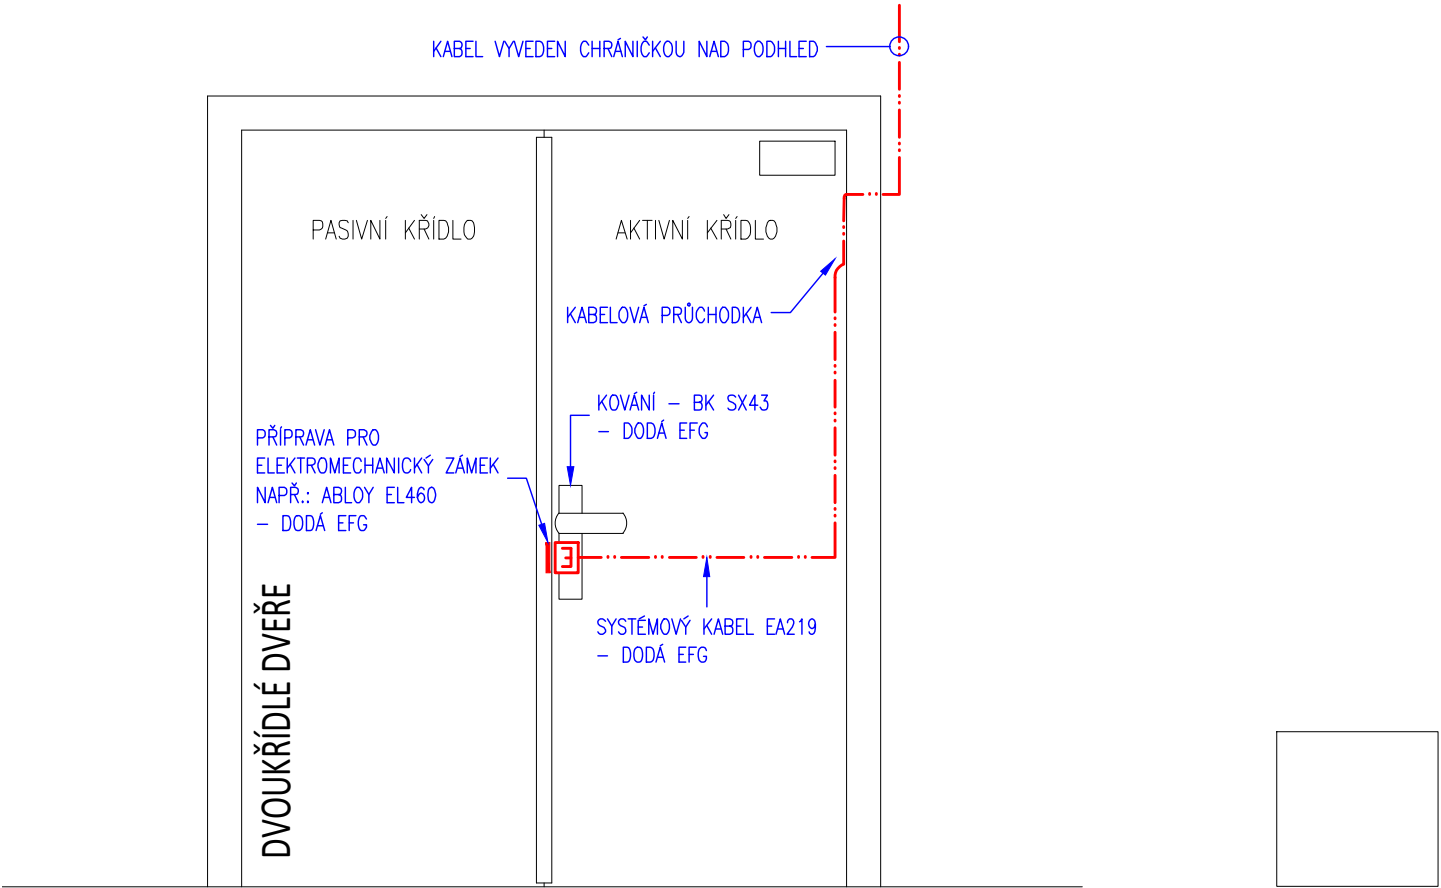 KABEL VYVEDEN CHRÁNIČKOU NAD PODHLED
PASIVNÍ KŘÍDLO
AKTIVNÍ KŘÍDLO
KABELOVÁ PRŮCHODKA
KOVÁNÍ – BK SX43
– DODÁ EFG
PŘÍPRAVA PRO
ELEKTROMECHANICKÝ ZÁMEK
NAPŘ.: ABLOY EL460
– DODÁ EFG
E
SYSTÉMOVÝ KABEL EA219
– DODÁ EFG
DVOUKŘÍDLÉ DVEŘE